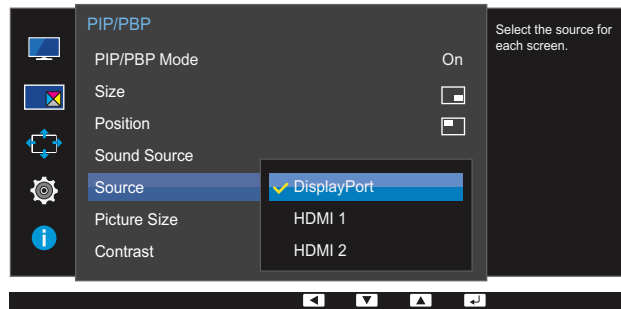 PIP/PBP
Select the source for
each screen.
PIP/PBP Mode On
Size
Position
Sound Source
Source
DisplayPort
Picture Size
HDMI 1
Contrast
HDMI 2